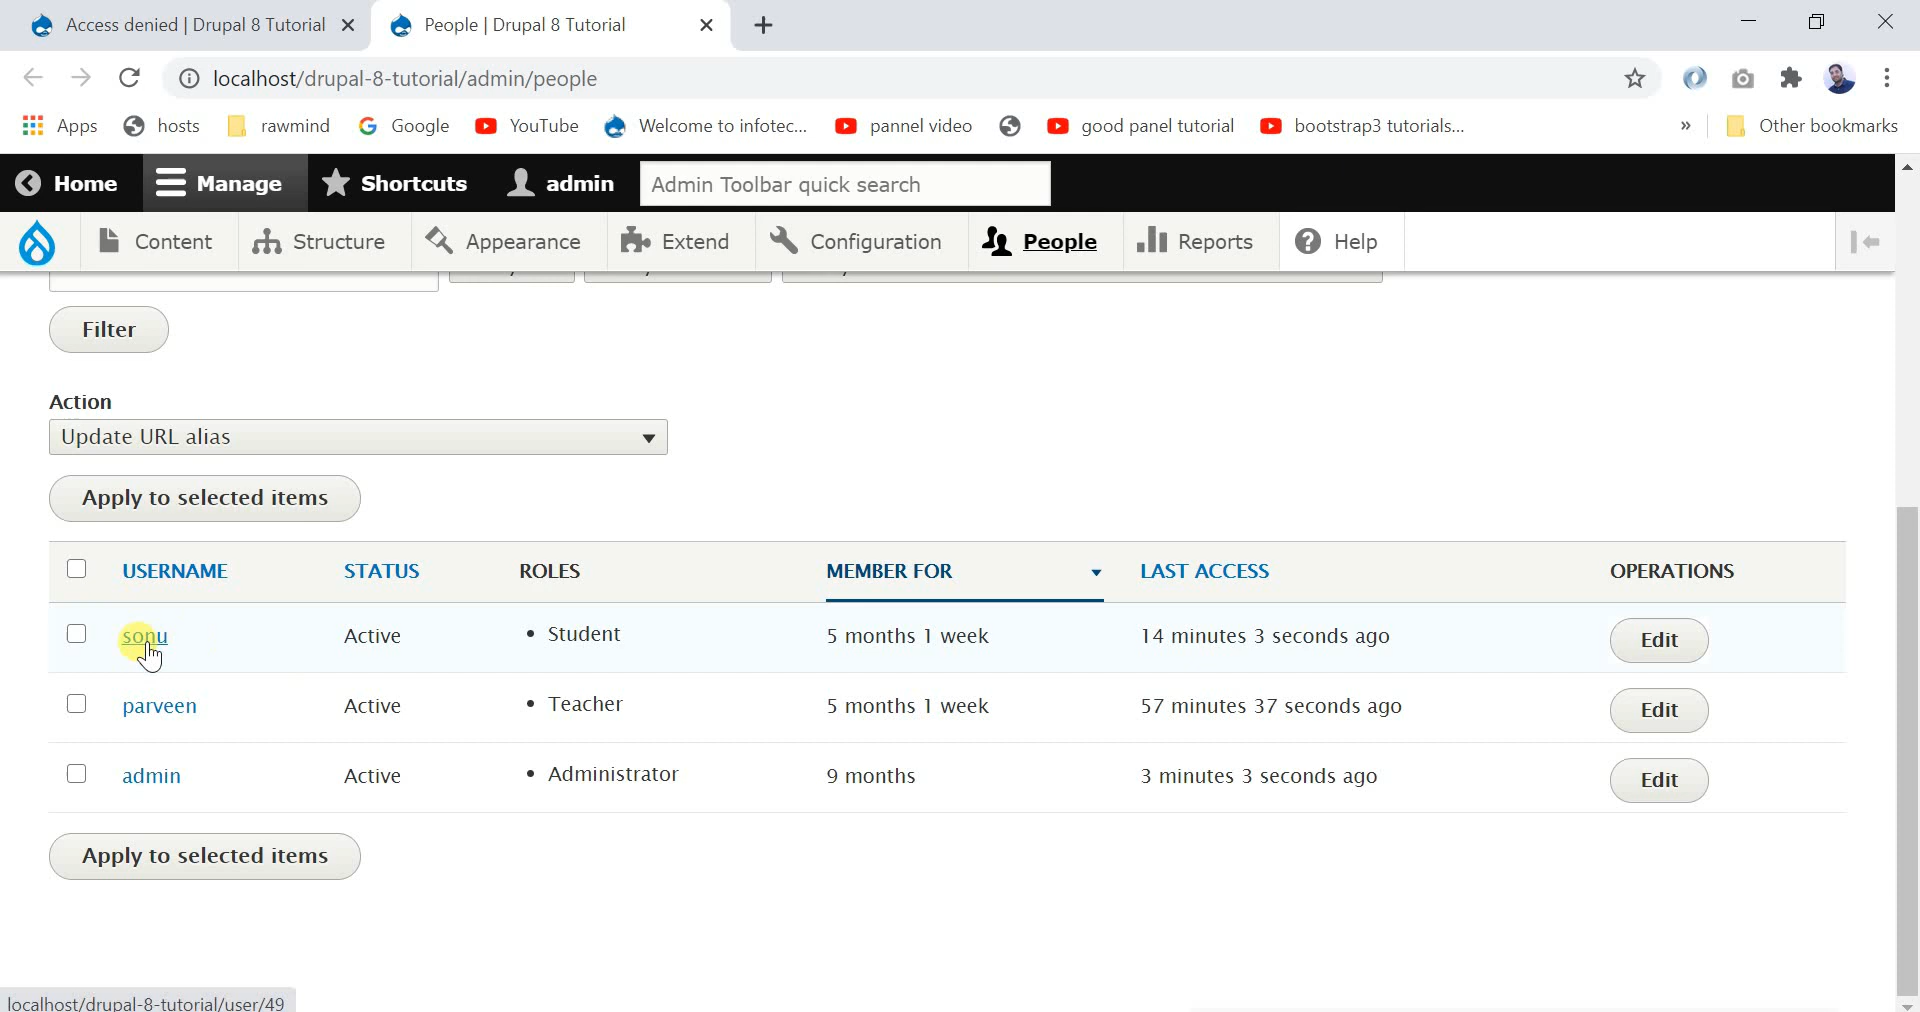 Access denied | Drupal 8 Tutorial
People | Drupal 8 Tutorial
localhost/drupal-8-tutorial/admin/people
Apps hosts rawmind Google YouTube Welcome to infotec... pannel video good panel tutorial bootstrap3 tutorials... » Other bookmarks
Home Manage Shortcuts admin Admin Toolbar quick search
Content Structure Appearance Extend Configuration People Reports Help
Filter
Action
Update URL alias
Apply to selected items
USERNAME STATUS ROLES MEMBER FOR LAST ACCESS OPERATIONS
sonu Active • Student 5 months 1 week 14 minutes 3 seconds ago Edit
parveen Active • Teacher 5 months 1 week 57 minutes 37 seconds ago Edit
admin Active • Administrator 9 months 3 minutes 3 seconds ago Edit
Apply to selected items
localhost/drupal-8-tutorial/user/49